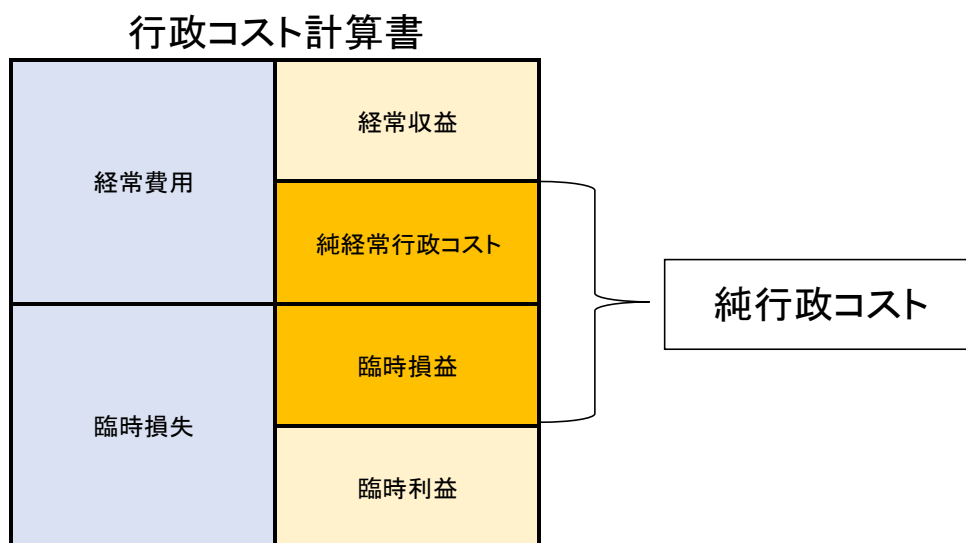 行政コスト計算書
経常費用
経常収益
純経常行政コスト
臨時損失
臨時損益
臨時利益
純行政コスト